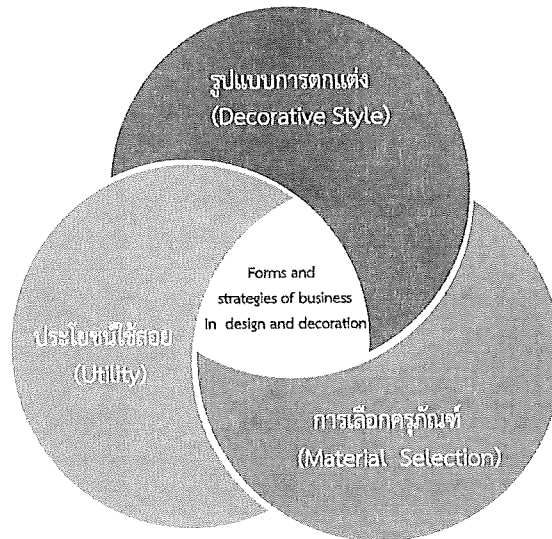 รูปแบบการตกแต่ง
(Decorative Style)
Forms and
strategies of business
in design and decoration
ประโยชน์ใช้สอย
(Utility)
การเลือกครุภัณฑ์
(Material Selection)